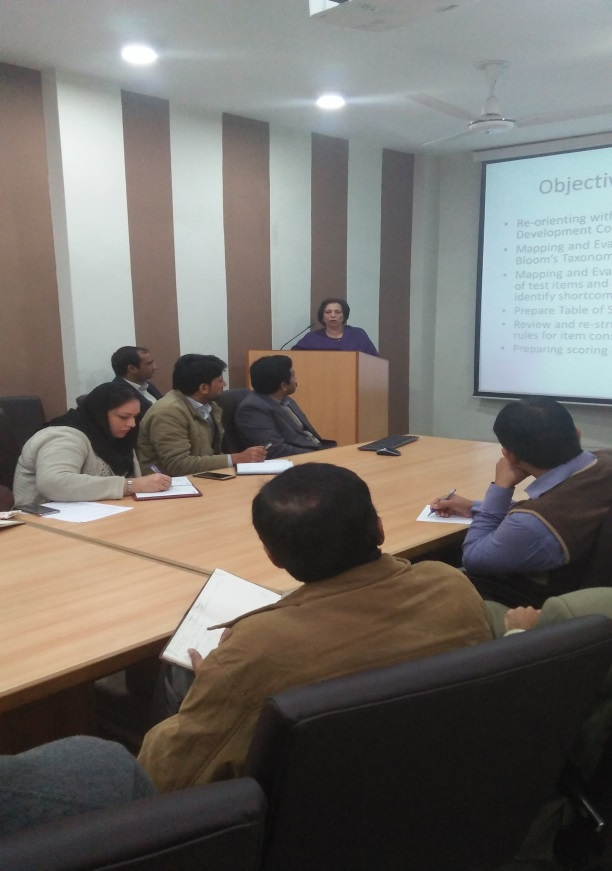 Objectiv
• Re-orienting with
Development Co
• Mapping and Eva
Bloom's Taxonom
• Mapping and Eva
of test items and
identify shortcom
• Prepare Table of S
• Review and re-str
rules for item cons
• Preparing scoring